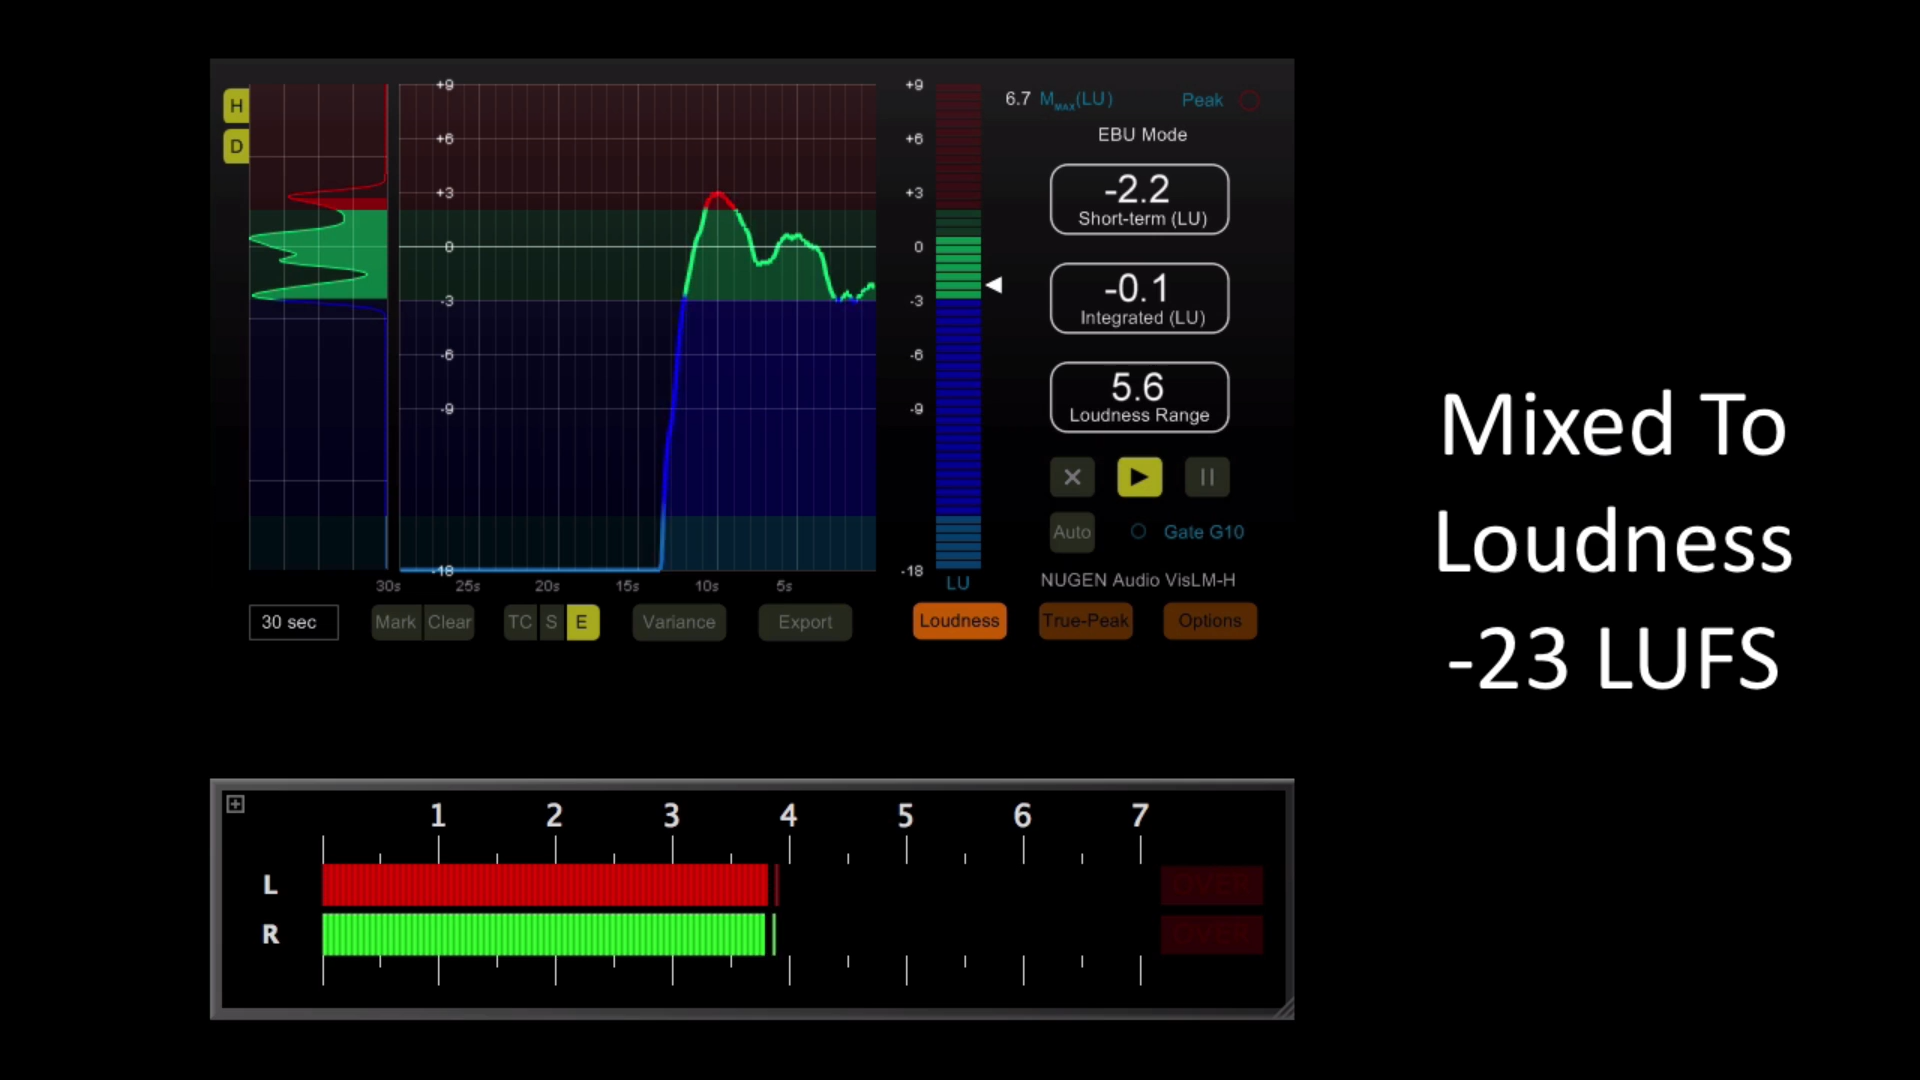 H
D
+9
+6
+3
0
-3
-6
-9
-18
30s 25s 20s 15s 10s 5s
+9
+6
+3
0
-3
-6
-9
-18
LU
6.7 MMAX(LU) Peak
EBU Mode
-2.2
Short-term (LU)
-0.1
Integrated (LU)
5.6
Loudness Range
Auto Gate G10
NUGEN Audio VisLM-H
30 sec Mark Clear TC S E Variance Export Loudness True-Peak Options
Mixed To
Loudness
-23 LUFS
1 2 3 4 5 6 7
L OVER
R OVER